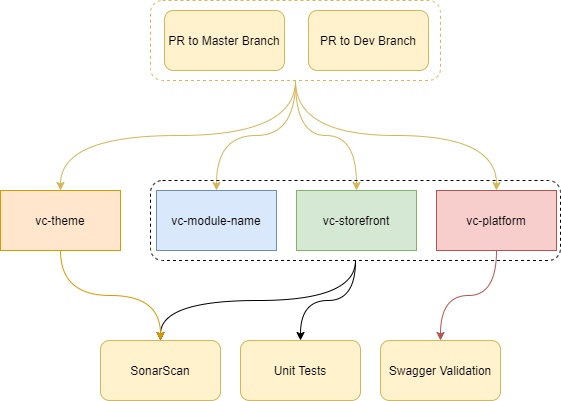 PR to Master Branch
PR to Dev Branch
vc-theme
vc-module-name
vc-storefront
vc-platform
SonarScan
Unit Tests
Swagger Validation